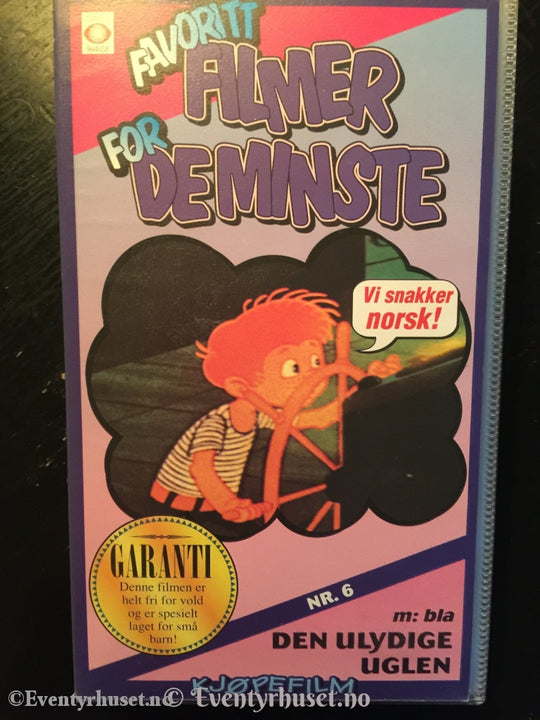 FAVORITT
FILMER
FOR
DE MINSTE
Vi snakker
norsk!
GARANTI
Denne filmen er
helt fri for vold
og er spesielt
laget for små
barn!
NR. 6
m: bla
DEN ULYDIGE
UGLEN
KJØPEFILM
©Eventyrhuset.no © Eventyrhuset.no